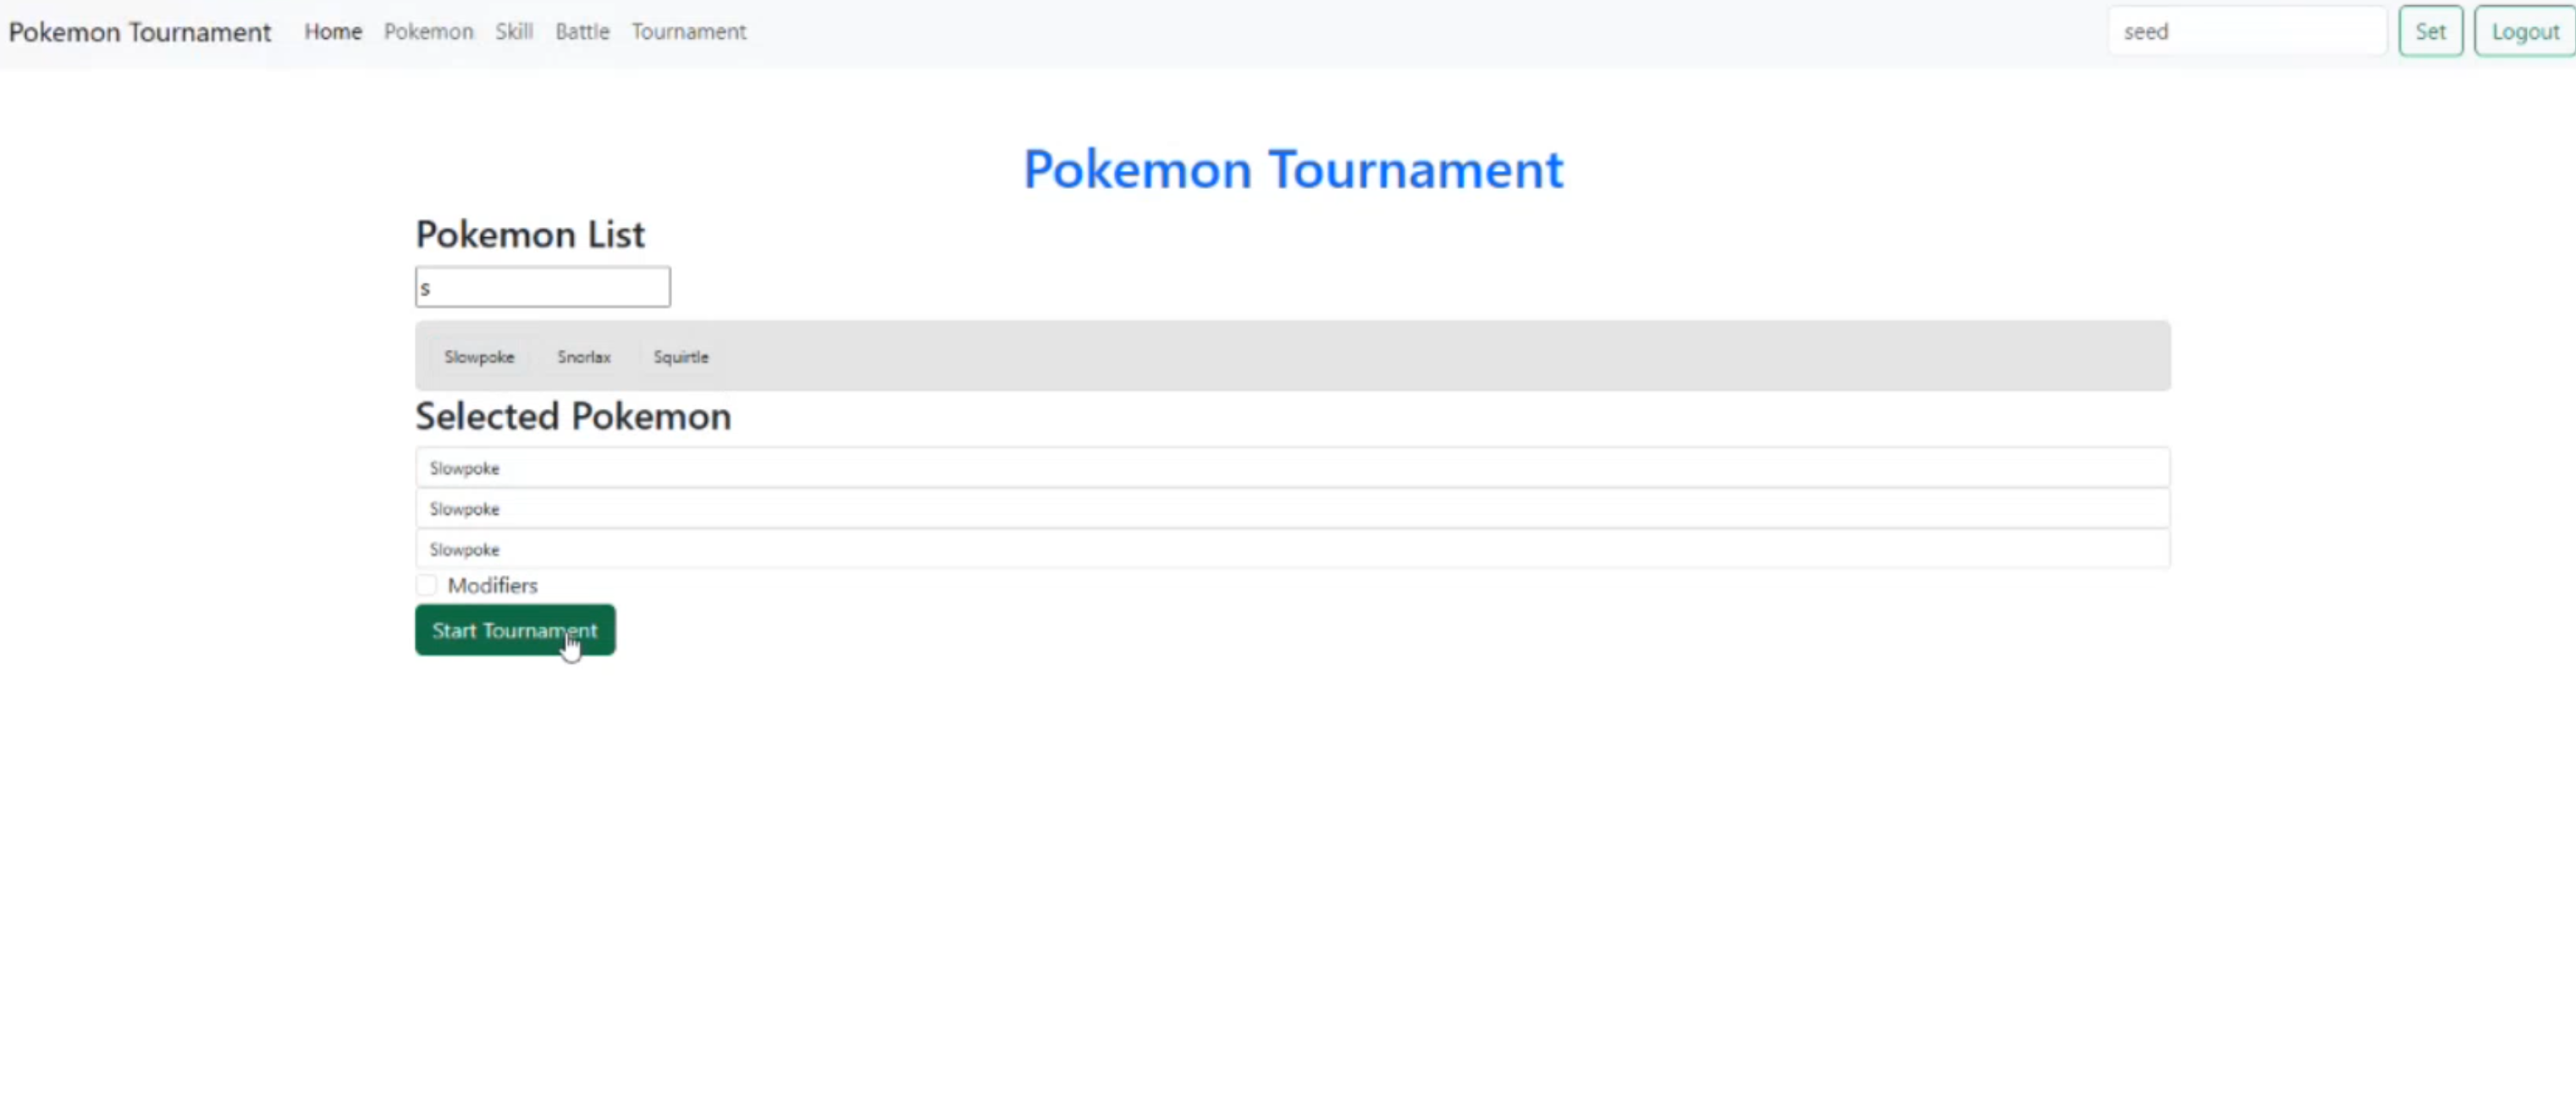 Pokemon Tournament Home Pokemon Skill Battle Tournament seed Set Logout
Pokemon Tournament
Pokemon List
s
Slowpoke Snorlax Squirtle
Selected Pokemon
Slowpoke
Slowpoke
Slowpoke
Modifiers
Start Tournament